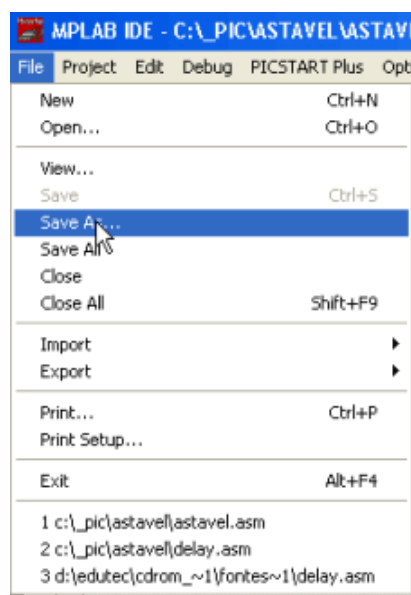 MPLAB IDE - C:\_PIC\ASTAVEL\ASTAV
File Project Edit Debug PICSTART Plus Opt
New Ctrl+N
Open... Ctrl+O
View...
Save Ctrl+S
Save As...
Save All
Close
Close All Shift+F9
Import
Export
Print... Ctrl+P
Print Setup...
Exit Alt+F4
1 c:\_pic\astavel\astavel.asm
2 c:\_pic\astavel\delay.asm
3 d:\edutec\cdrom_~1\fontes~1\delay.asm